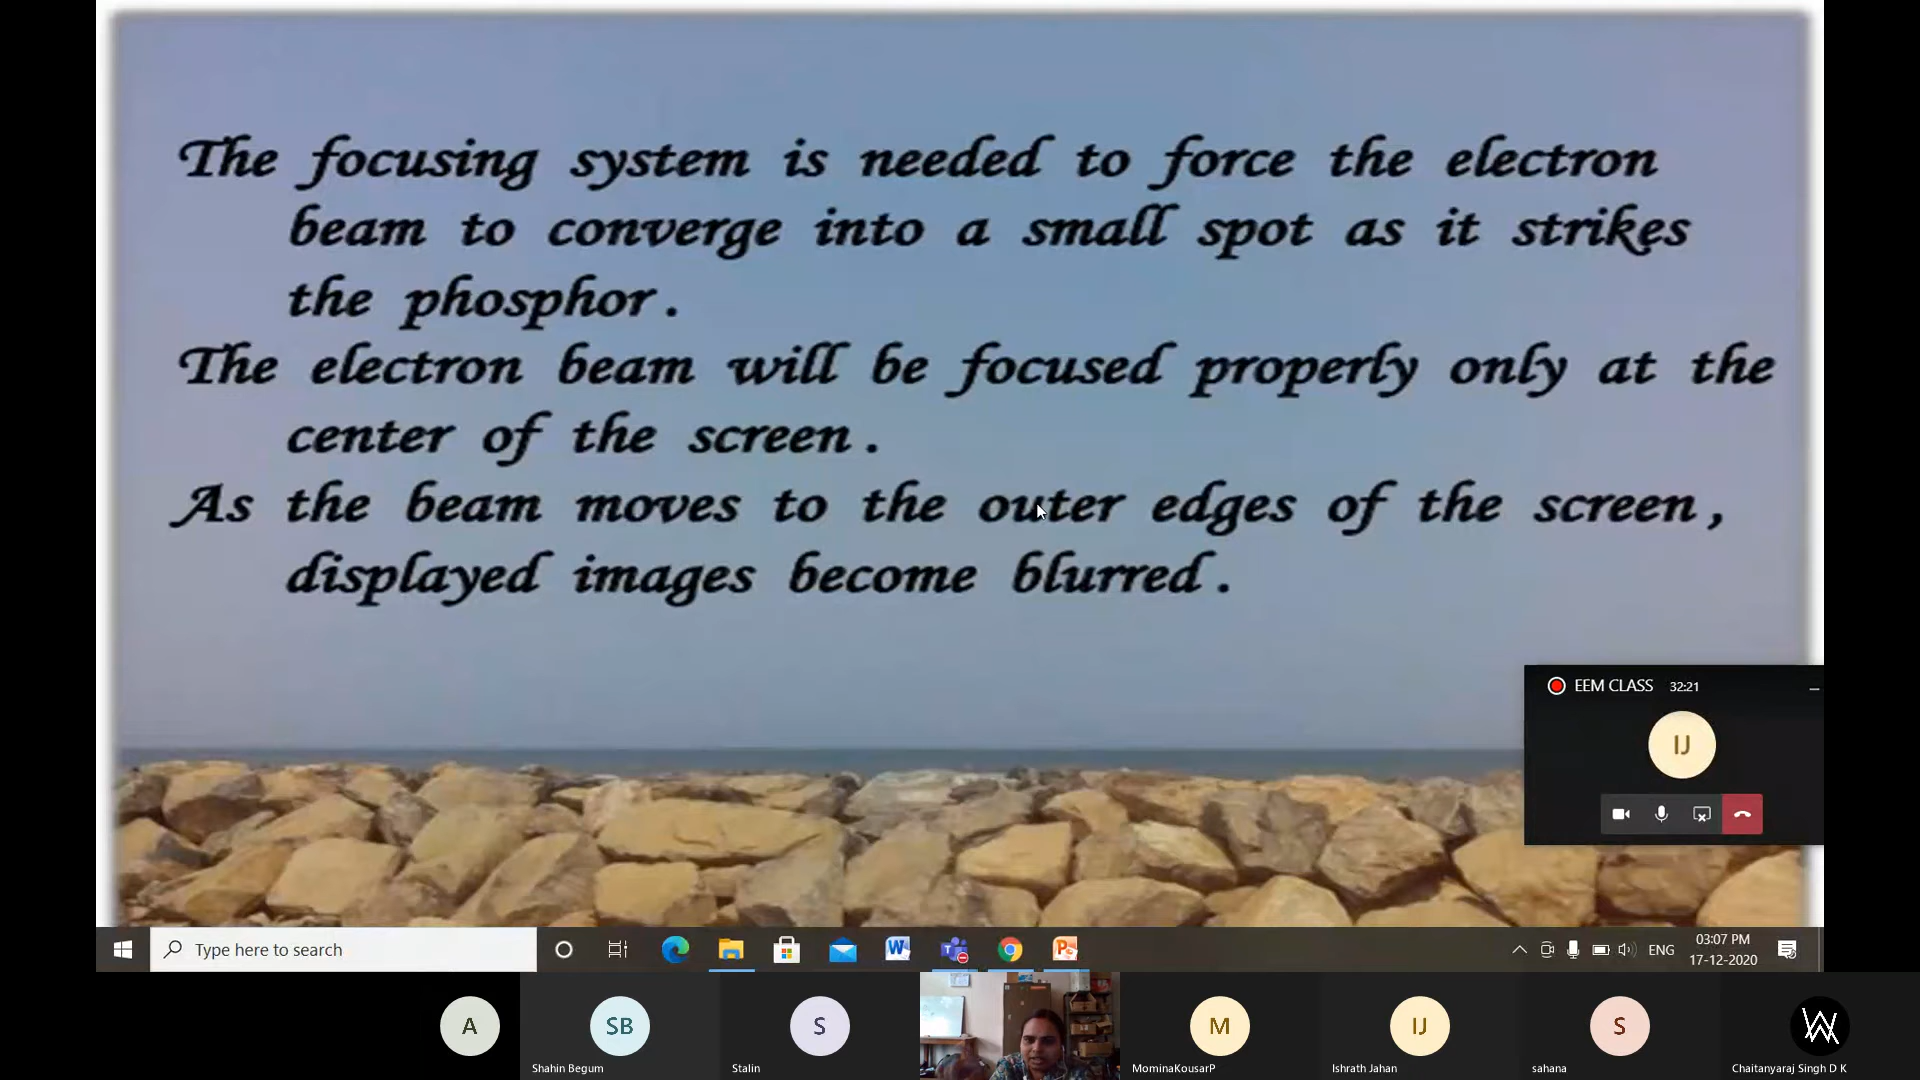 The focusing system is needed to force the electron
beam to converge into a small spot as it strikes
the phosphor.
The electron beam will be focused properly only at the
center of the screen.
As the beam moves to the outer edges of the screen,
displayed images become blurred.
EEM CLASS 32:21
IJ
Type here to search
ENG
03:07 PM
17-12-2020
A
SB
S
M
IJ
S
Shahin Begum
Stalin
MominaKousarP
Ishrath Jahan
sahana
Chaitanyaraj Singh D K